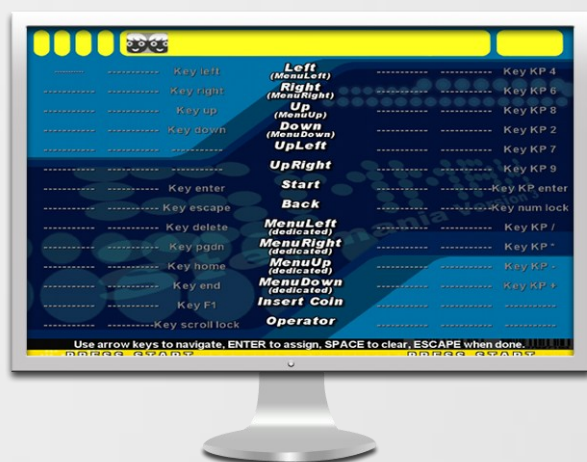 Key left Left Key KP 4
(MenuLeft)
Key right Right Key KP 6
(MenuRight)
Key up Up Key KP 8
(MenuUp)
Key down Down Key KP 2
(MenuDown)
UpLeft Key KP 7
UpRight Key KP 9
Key enter Start Key KP enter
Key escape Back Key num lock
Key delete MenuLeft Key KP /
(dedicated)
Key pgdn MenuRight Key KP *
(dedicated)
Key home MenuUp Key KP -
(dedicated)
Key end MenuDown Key KP +
(dedicated)
Key F1 Insert Coin
Key scroll lock Operator
Use arrow keys to navigate, ENTER to assign, SPACE to clear, ESCAPE when done.
PRESS START PRESS START